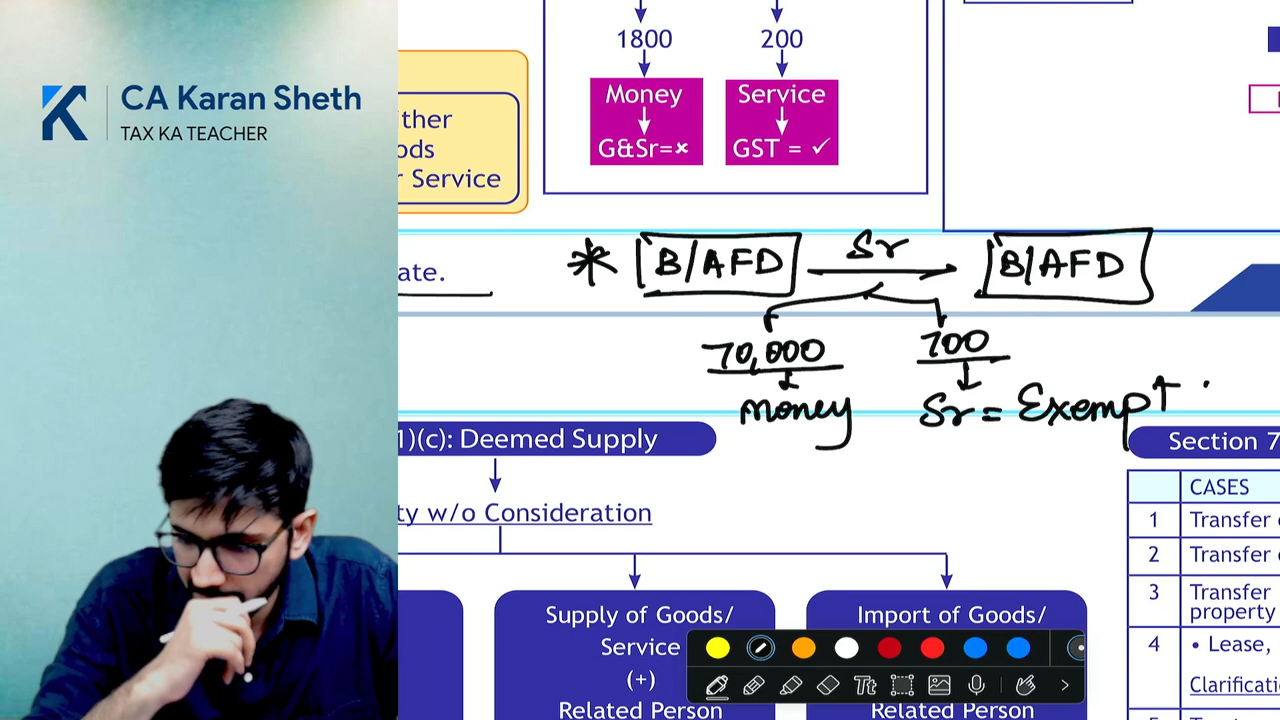 CA Karan Sheth
TAX KA TEACHER
ither
ods
r Service
1800
200
Money
G&Sr=×
Service
GST = ✓
ate.
* B/AFD
Sr
B/AFD
70,000
700
Money
Sr = Exempt
1)(c): Deemed Supply
ty w/o Consideration
Supply of Goods/
Service
(+)
Related Person
Import of Goods/
Related Person
Tt
Section 7
CASES
1 Transfer
2 Transfer
3 Transfer
property
4 • Lease,
Clarificati